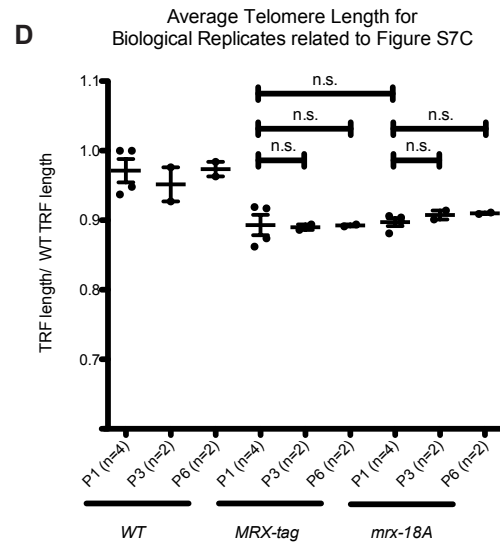 D
Average Telomere Length for
Biological Replicates related to Figure S7C
TRF length/ WT TRF length
1.1
1.0
0.9
0.8
0.7
n.s.
n.s.
n.s.
n.s.
n.s.
P1 (n=4)
P3 (n=2)
P6 (n=2)
P1 (n=4)
P3 (n=2)
P6 (n=2)
P1 (n=4)
P3 (n=2)
P6 (n=2)
WT
MRX-tag
mrx-18A